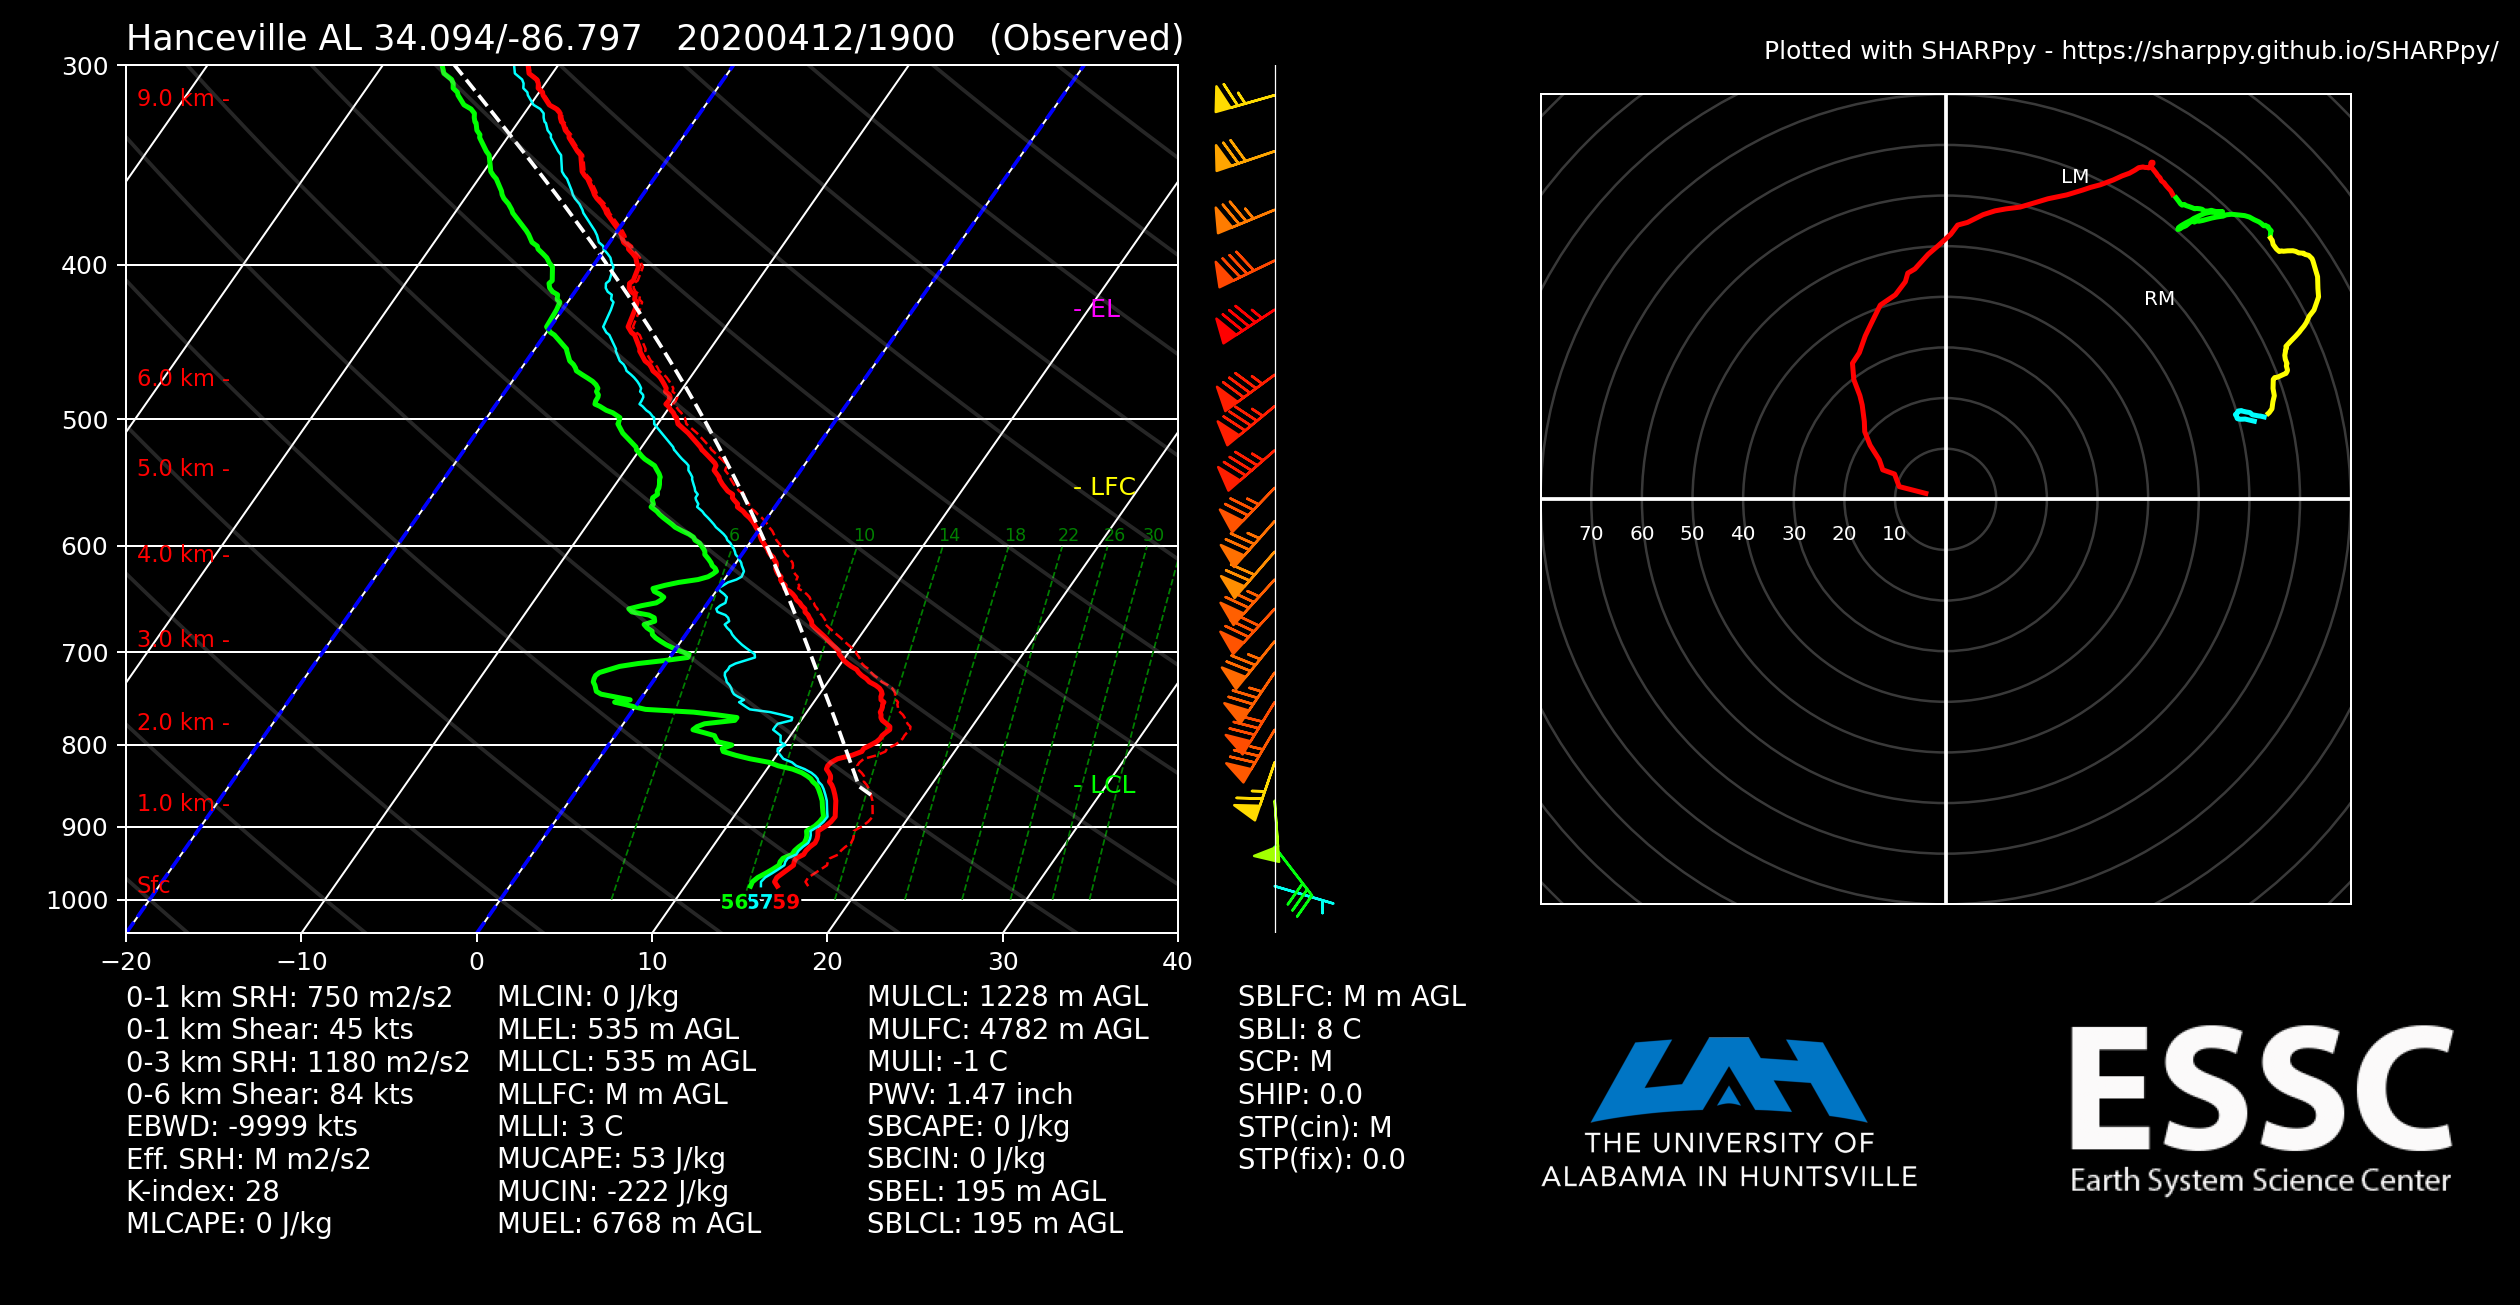 Hanceville AL 34.094/-86.797   20200412/1900   (Observed)
Plotted with SHARPpy - https://sharppy.github.io/SHARPpy/
300
400
500
600
700
800
900
1000
9.0 km -
6.0 km -
5.0 km -
4.0 km -
3.0 km -
2.0 km -
1.0 km -
Sfc
- EL
- LFC
- LCL
6 10 14 18 22 26 30
56 57 59
−20 −10 0 10 20 30 40
LM
RM
70 60 50 40 30 20 10
0-1 km SRH: 750 m2/s2
0-1 km Shear: 45 kts
0-3 km SRH: 1180 m2/s2
0-6 km Shear: 84 kts
EBWD: -9999 kts
Eff. SRH: M m2/s2
K-index: 28
MLCAPE: 0 J/kg
MLCIN: 0 J/kg
MLEL: 535 m AGL
MLLCL: 535 m AGL
MLLFC: M m AGL
MLLI: 3 C
MUCAPE: 53 J/kg
MUCIN: -222 J/kg
MUEL: 6768 m AGL
MULCL: 1228 m AGL
MULFC: 4782 m AGL
MULI: -1 C
PWV: 1.47 inch
SBCAPE: 0 J/kg
SBCIN: 0 J/kg
SBEL: 195 m AGL
SBLCL: 195 m AGL
SBLFC: M m AGL
SBLI: 8 C
SCP: M
SHIP: 0.0
STP(cin): M
STP(fix): 0.0
UAH
THE UNIVERSITY OF
ALABAMA IN HUNTSVILLE
ESSC
Earth System Science Center